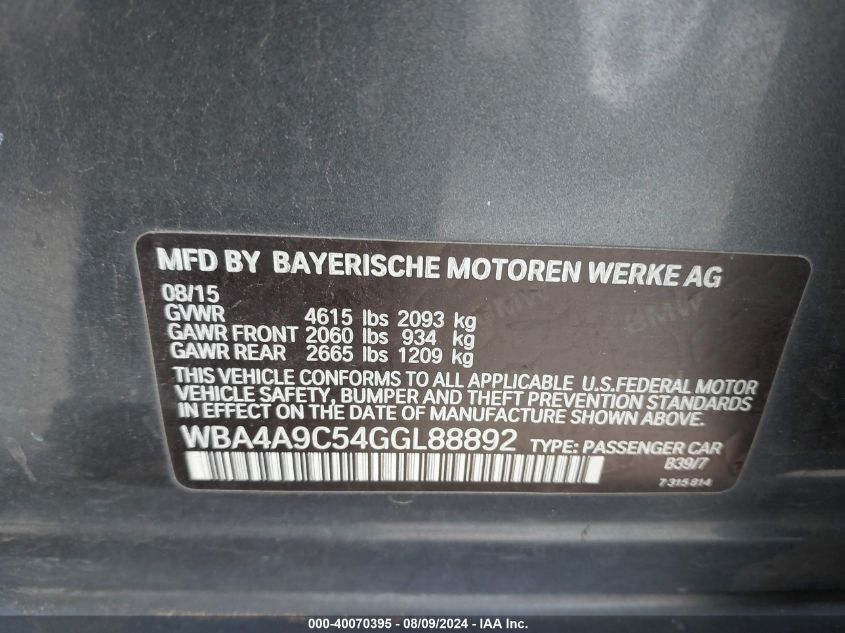 MFD BY BAYERISCHE MOTOREN WERKE AG
08/15
GVWR 4615 lbs 2093 kg
GAWR FRONT 2060 lbs 934 kg
GAWR REAR 2665 lbs 1209 kg
THIS VEHICLE CONFORMS TO ALL APPLICABLE U.S.FEDERAL MOTOR
VEHICLE SAFETY, BUMPER AND THEFT PREVENTION STANDARDS
IN EFFECT ON THE DATE OF MANUFACTURE SHOWN ABOVE.
WBA4A9C54GGL88892 TYPE: PASSENGER CAR
B39/7
7 315 814
000-40070395 - 08/09/2024 - IAA Inc.